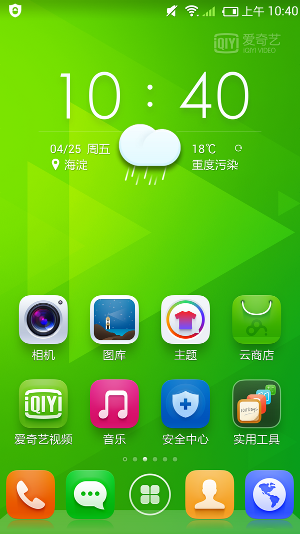 上午 10:40
iQIYI 爱奇艺
iQIYI VIDEO
10:40
04/25 周五 18℃
海淀 重度污染
相机 图库 主题 云商店
iQIYI
爱奇艺视频 音乐 安全中心 实用工具